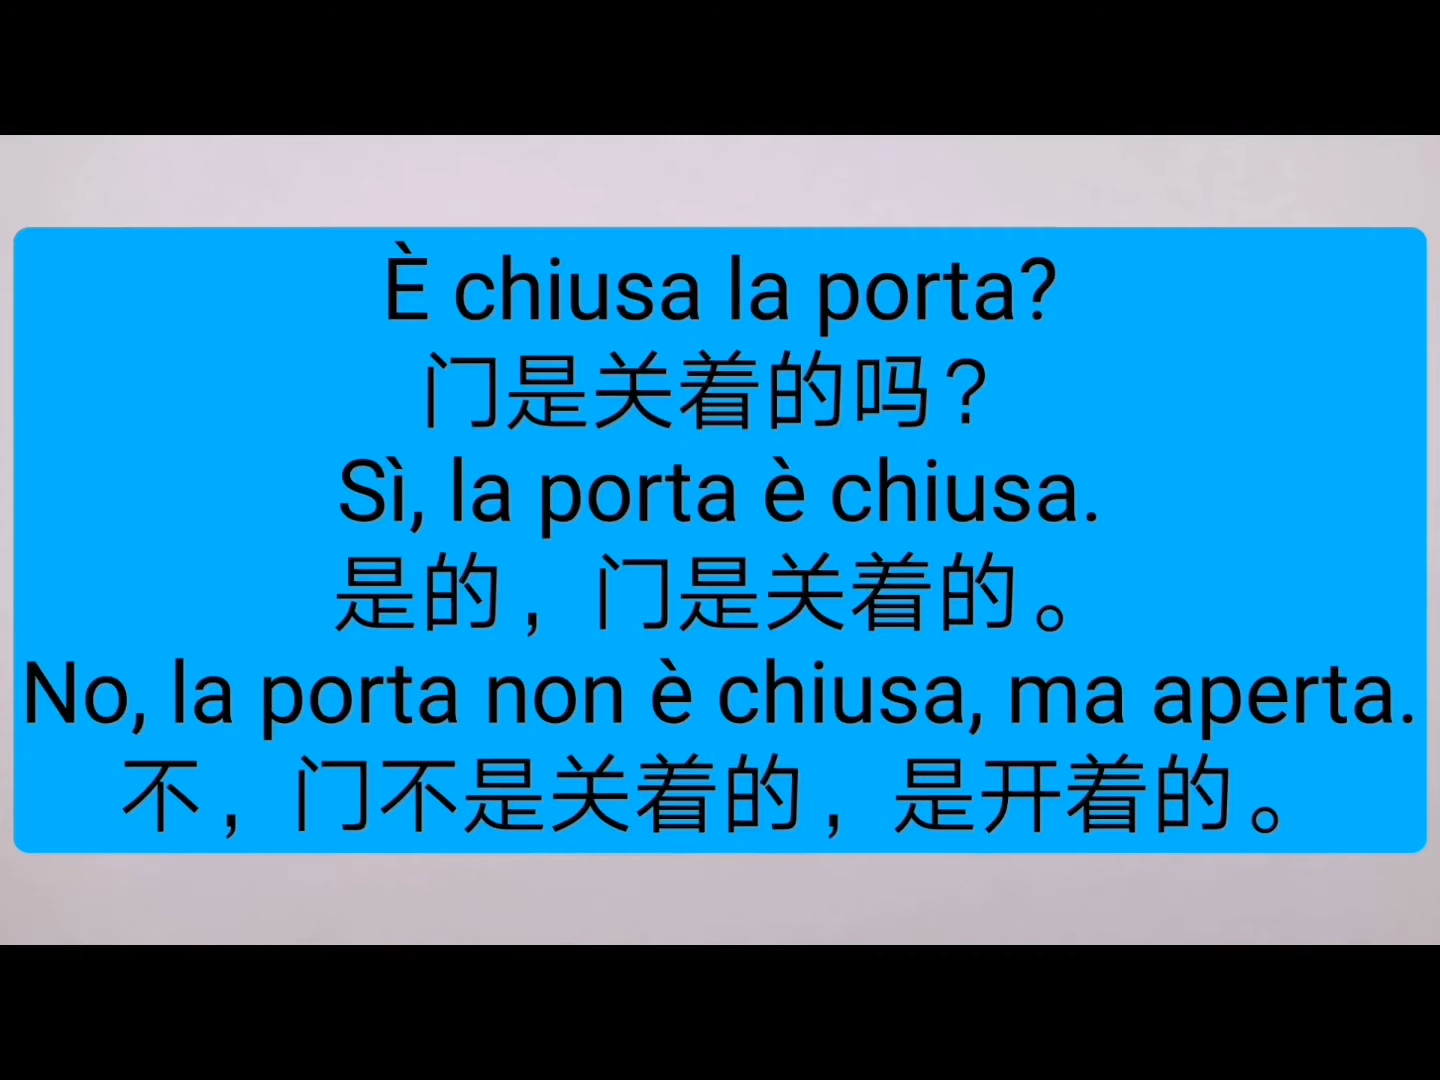 È chiusa la porta?
门是关着的吗？
Sì, la porta è chiusa.
是的，门是关着的。
No, la porta non è chiusa, ma aperta.
不，门不是关着的，是开着的。